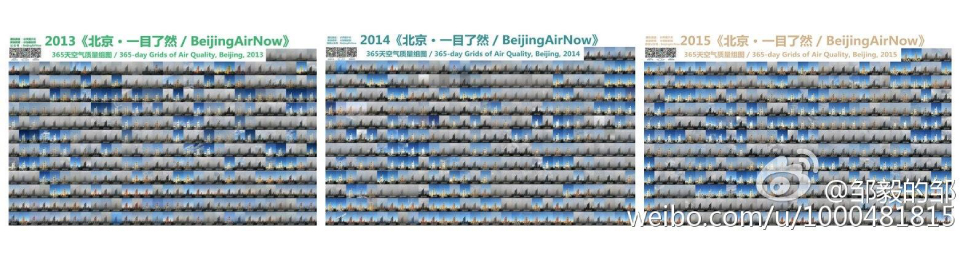 2013《北京·一目了然 / BeijingAirNow》
365天空气质量组图 / 365-day Grids of Air Quality, Beijing, 2013
2014《北京·一目了然 / BeijingAirNow》
365天空气质量组图 / 365-day Grids of Air Quality, Beijing, 2014
2015《北京·一目了然 / BeijingAirNow》
365天空气质量组图 / 365-day Grids of Air Quality, Beijing, 2015
@邹毅的邹
weibo.com/u/1000481815